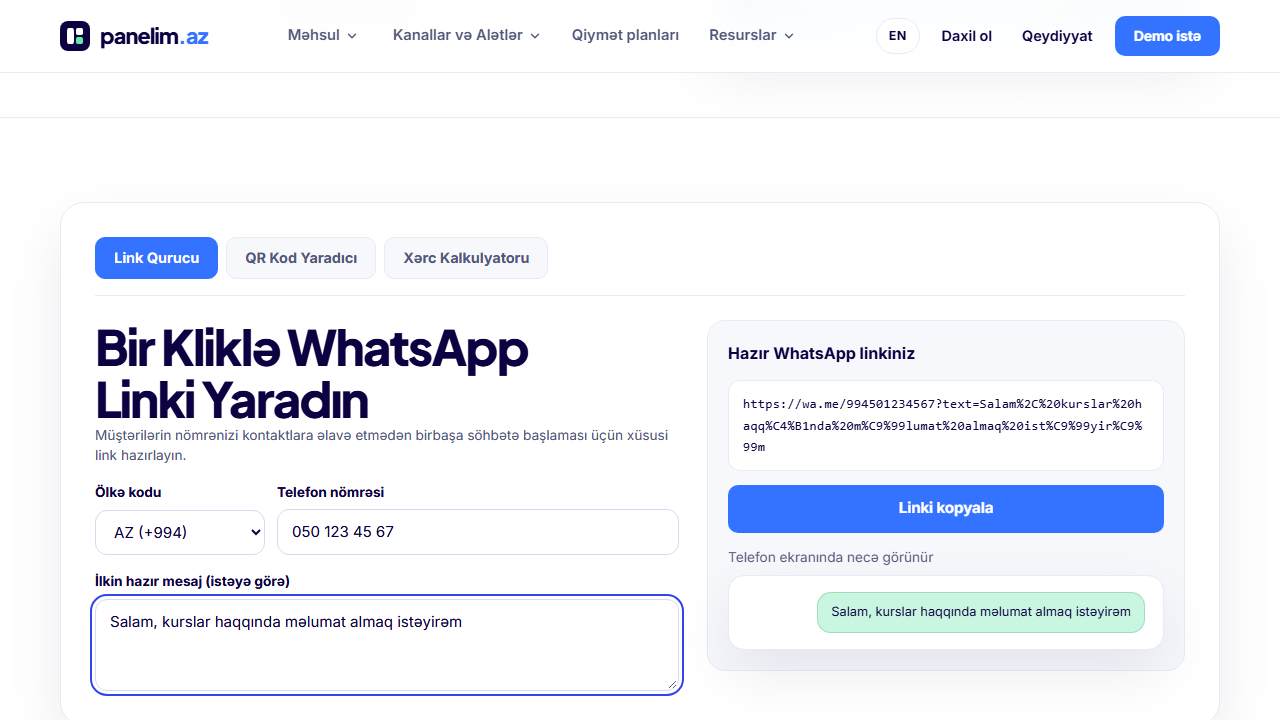 panelim.az
Məhsul
Kanallar və Alətlər
Qiymət planları
Resurslar
EN
Daxil ol
Qeydiyyat
Demo istə
Link Qurucu
QR Kod Yaradıcı
Xərc Kalkulyatoru
Bir Kliklə WhatsApp
Linki Yaradın
Müştərilərin nömrənizi kontaktlara əlavə etmədən birbaşa söhbətə başlaması üçün xüsusi
link hazırlayın.
Ölkə kodu
Telefon nömrəsi
AZ (+994)
050 123 45 67
İlkin hazır mesaj (istəyə görə)
Salam, kurslar haqqında məlumat almaq istəyirəm
Hazır WhatsApp linkiniz
https://wa.me/994501234567?text=Salam%2C%20kurslar%20h
aqq%C4%B1nda%20m%C9%99lumat%20almaq%20ist%C9%99yir%C9%
99m
Linki kopyala
Telefon ekranında necə görünür
Salam, kurslar haqqında məlumat almaq istəyirəm